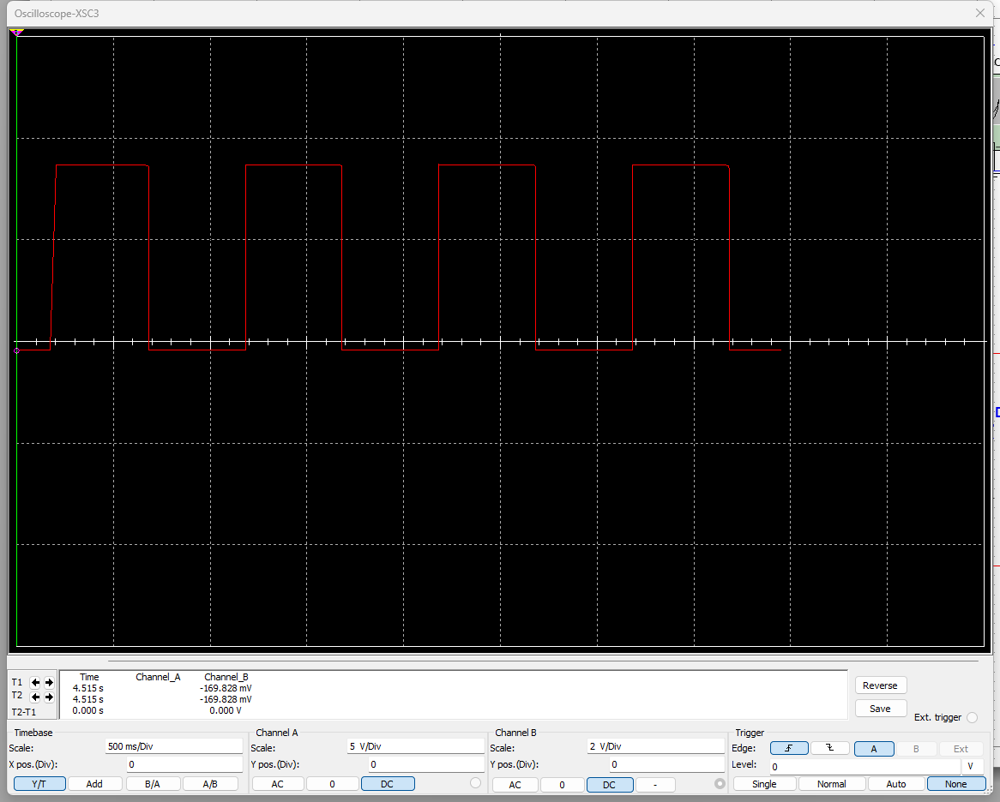 Oscilloscope-XSC3
Time Channel_A Channel_B
T1 4.515 s -169.828 mV
T2 4.515 s -169.828 mV
T2-T1 0.000 s 0.000 V
Reverse
Save
Ext. trigger
Timebase Channel A Channel B Trigger
Scale: 500 ms/Div Scale: 5 V/Div Scale: 2 V/Div Edge: A B Ext
X pos.(Div): 0 Y pos.(Div): 0 Y pos.(Div): 0 Level: 0 V
Y/T Add B/A A/B AC 0 DC AC 0 DC - Single Normal Auto None